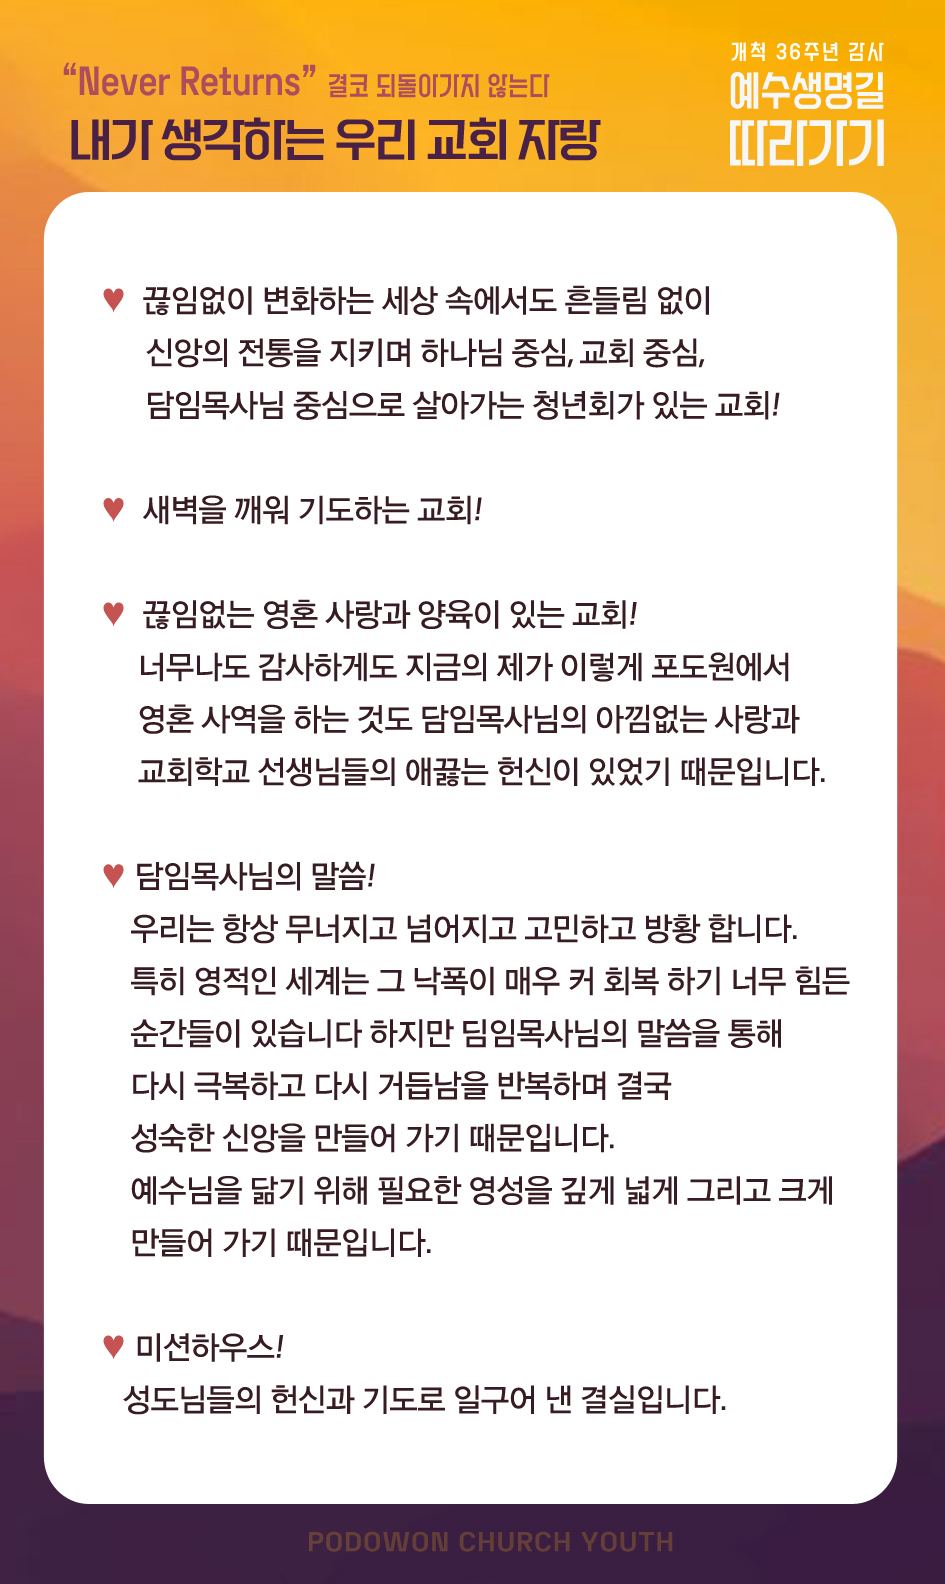 “Never Returns” 결코 되돌아가지 않는다
내가 생각하는 우리 교회 자랑
개척 36주년 감사
예수생명길
따라가기
♥ 끊임없이 변화하는 세상 속에서도 흔들림 없이
신앙의 전통을 지키며 하나님 중심, 교회 중심,
담임목사님 중심으로 살아가는 청년회가 있는 교회!
♥ 새벽을 깨워 기도하는 교회!
♥ 끊임없는 영혼 사랑과 양육이 있는 교회!
너무나도 감사하게도 지금의 제가 이렇게 포도원에서
영혼 사역을 하는 것도 담임목사님의 아낌없는 사랑과
교회학교 선생님들의 애끓는 헌신이 있었기 때문입니다.
♥ 담임목사님의 말씀!
우리는 항상 무너지고 넘어지고 고민하고 방황 합니다.
특히 영적인 세계는 그 낙폭이 매우 커 회복 하기 너무 힘든
순간들이 있습니다 하지만 딤임목사님의 말씀을 통해
다시 극복하고 다시 거듭남을 반복하며 결국
성숙한 신앙을 만들어 가기 때문입니다.
예수님을 닮기 위해 필요한 영성을 깊게 넓게 그리고 크게
만들어 가기 때문입니다.
♥ 미션하우스!
성도님들의 헌신과 기도로 일구어 낸 결실입니다.
PODOWON CHURCH YOUTH